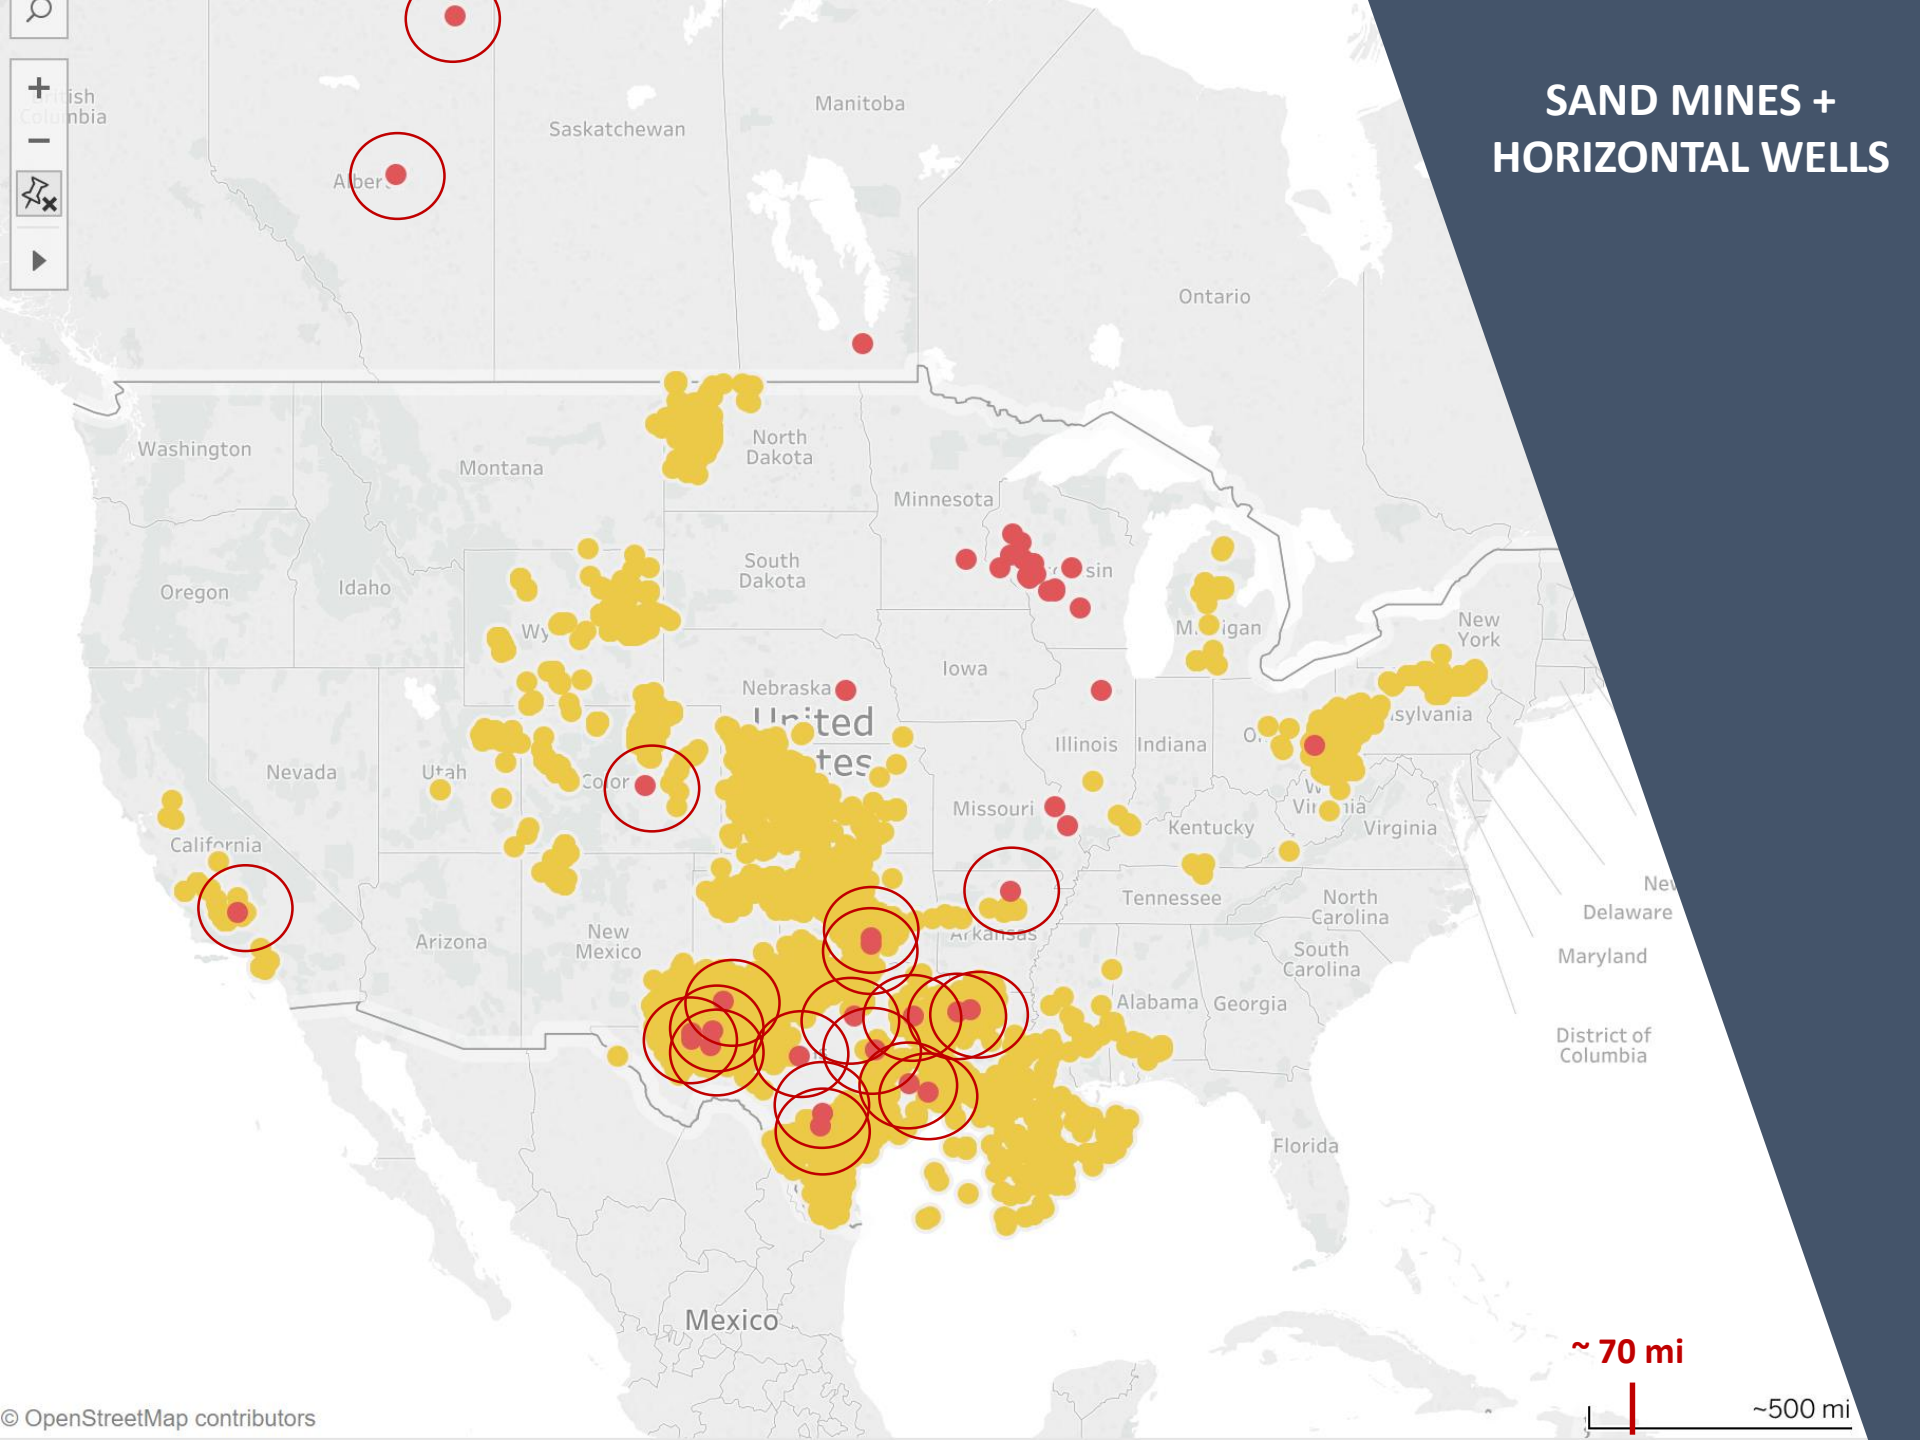 SAND MINES +
HORIZONTAL WELLS
Manitoba
Saskatchewan
Ontario
Washington
Montana
North
Dakota
Minnesota
South
Dakota
Oregon
Idaho
New
York
Iowa
Nebraska
United
Illinois
Indiana
Nevada
Utah
Missouri
Kentucky
Virginia
California
Tennessee
North
Carolina
Delaware
New
Mexico
Arizona
Arkansas
South
Carolina
Maryland
Alabama
Georgia
District of
Columbia
Florida
Mexico
~ 70 mi
~500 mi
© OpenStreetMap contributors